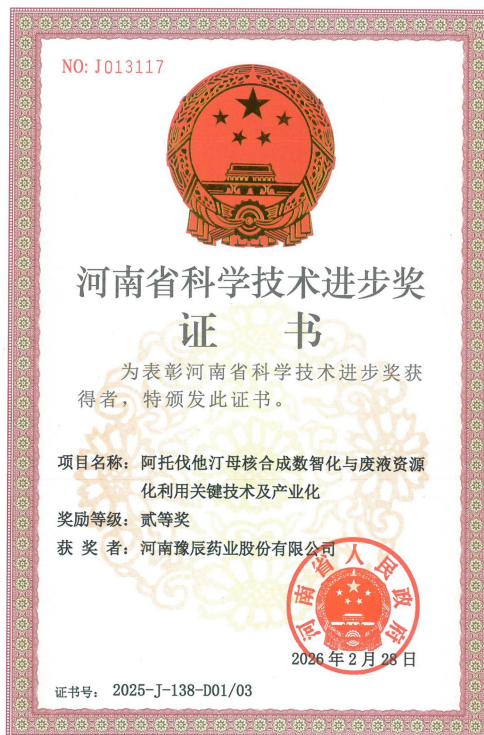 NO: J013117
河南省科学技术进步奖
证 书
为表彰河南省科学技术进步奖获
得者，特颁发此证书。
项目名称：阿托伐他汀母核合成数智化与废液资源
化利用关键技术及产业化
奖励等级：贰等奖
获 奖 者：河南豫辰药业股份有限公司
河南省人民政府
2026年2月28日
证书号： 2025-J-138-D01/03